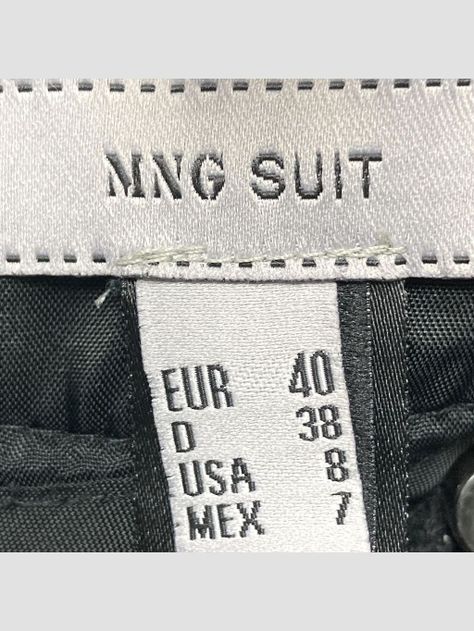 MNG SUIT
EUR 40
D 38
USA 8
MEX 7